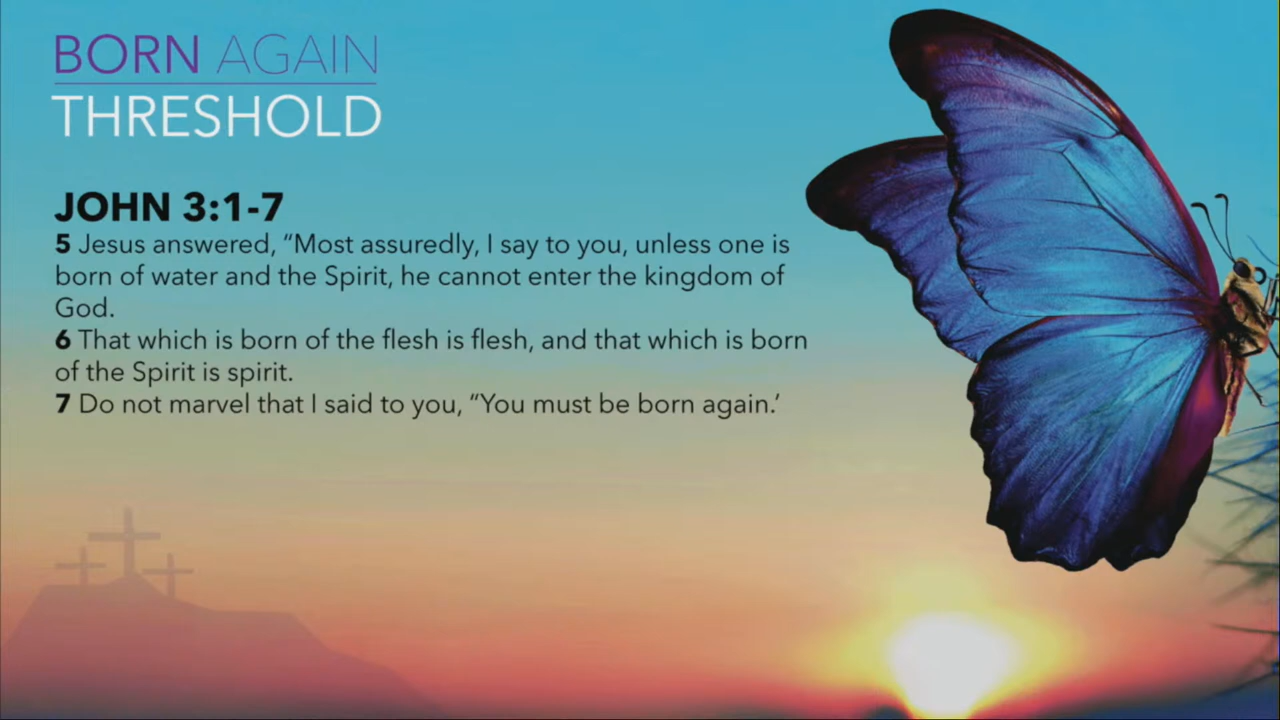 BORN AGAIN
THRESHOLD
JOHN 3:1-7
5 Jesus answered, “Most assuredly, I say to you, unless one is
born of water and the Spirit, he cannot enter the kingdom of
God.
6 That which is born of the flesh is flesh, and that which is born
of the Spirit is spirit.
7 Do not marvel that I said to you, “You must be born again.’